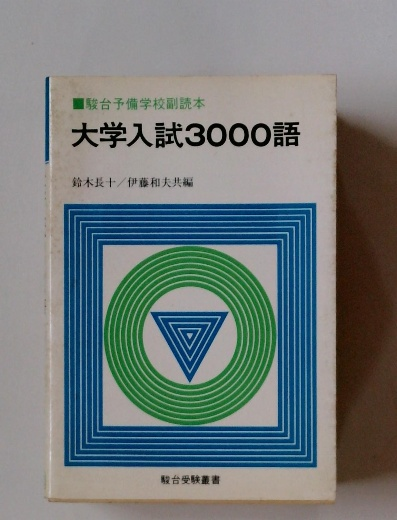 ■駿台予備学校副読本
大学入試3000語
鈴木長十／伊藤和夫共編
駿台受験叢書